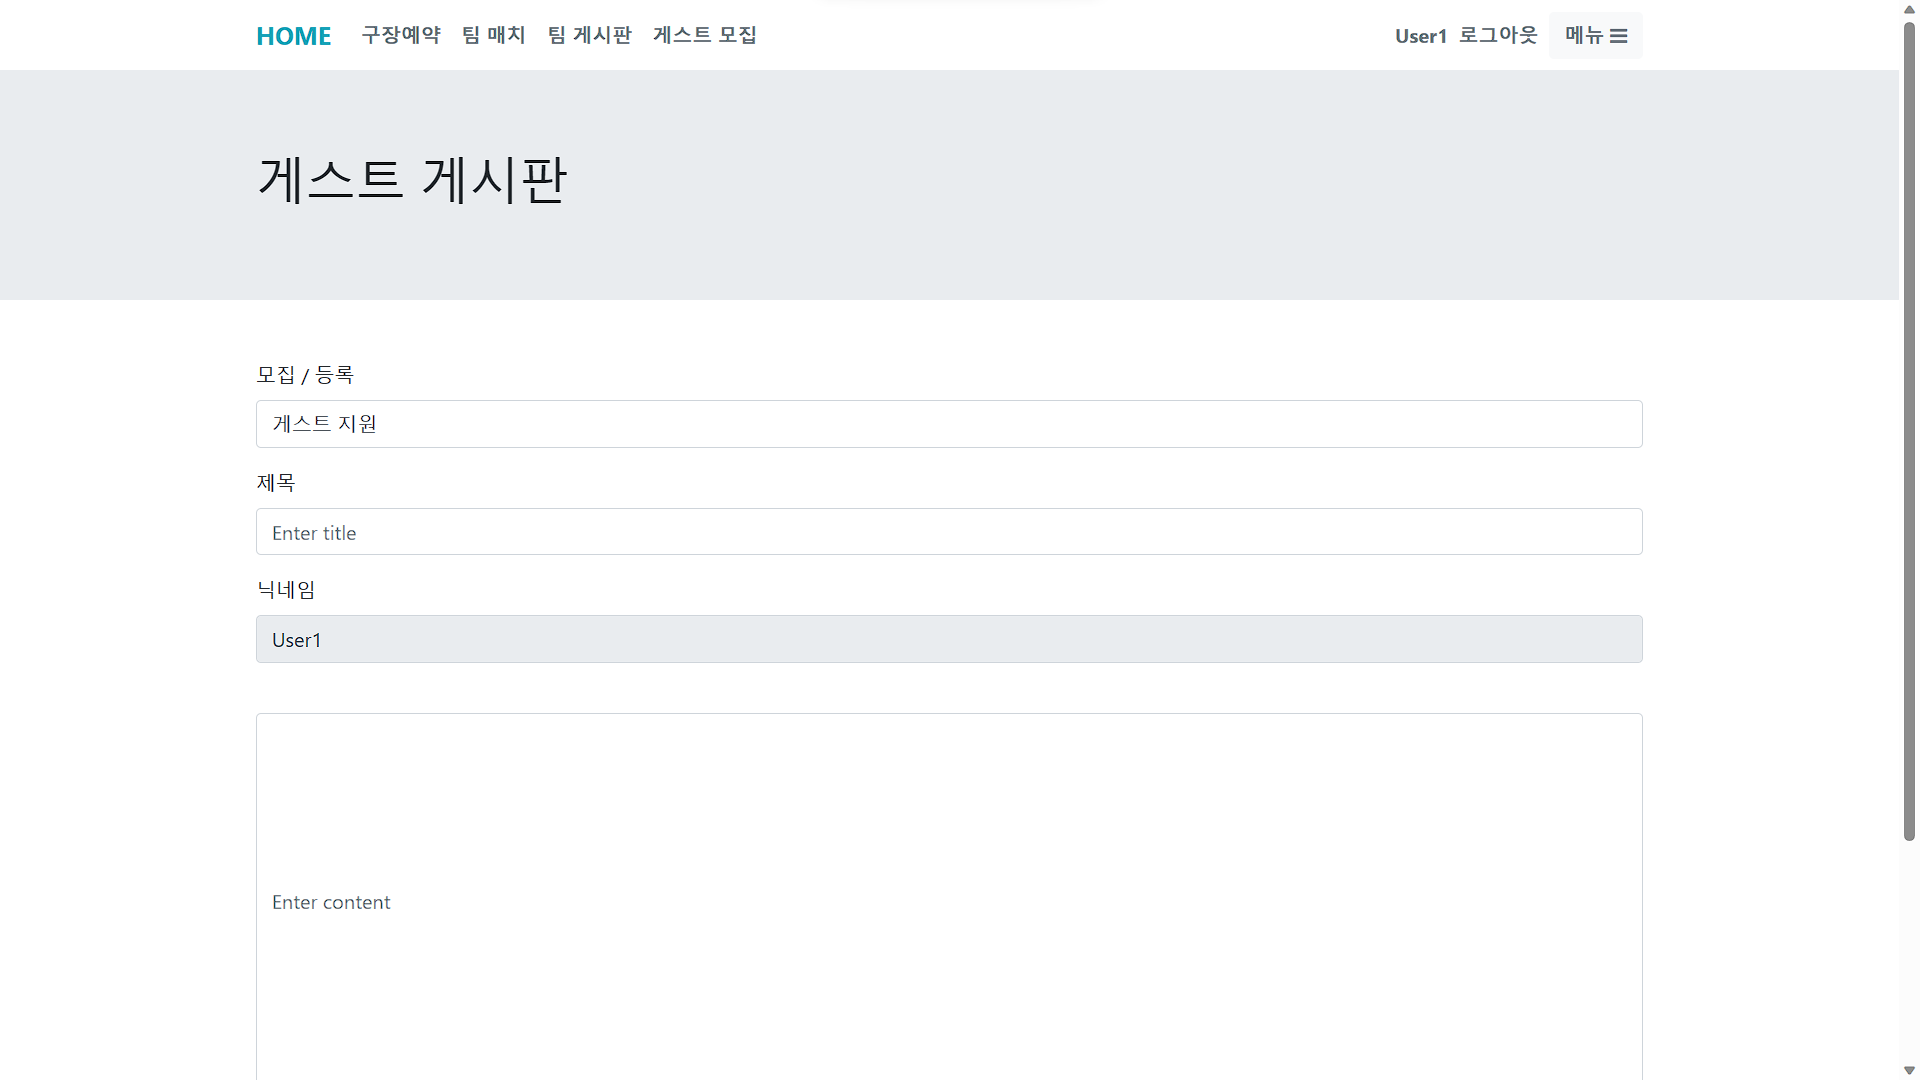 HOME 구장예약 팀 매치 팀 게시판 게스트 모집 User1 로그아웃 메뉴
게스트 게시판
모집 / 등록
게스트 지원
제목
Enter title
닉네임
User1
Enter content